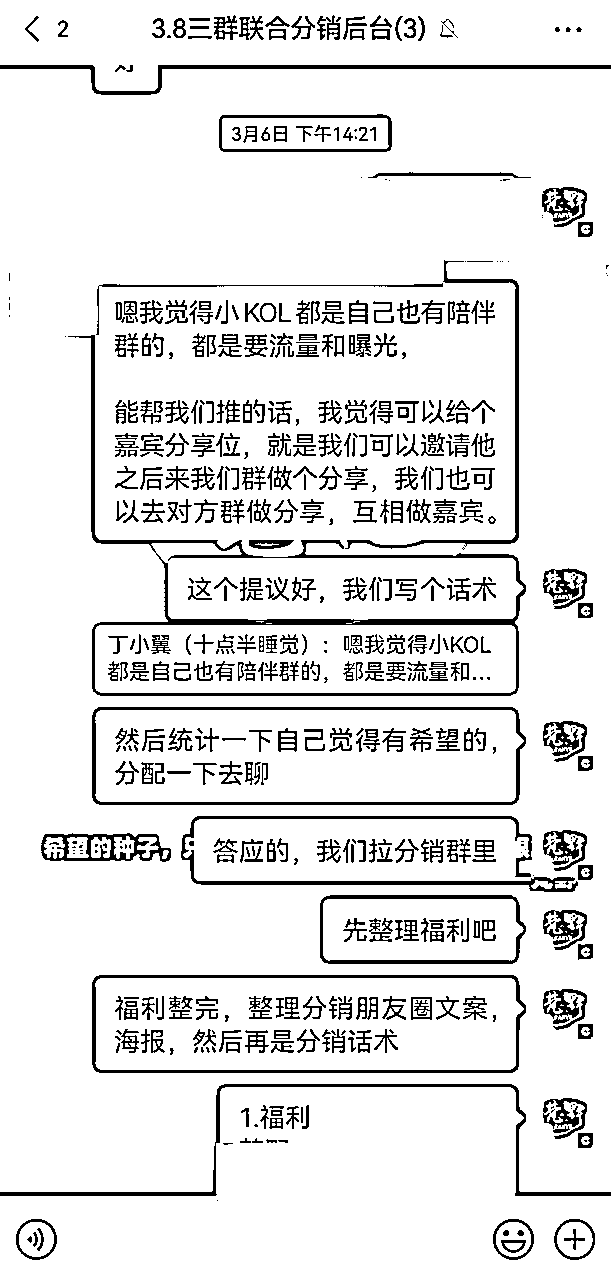 2
3.8三群联合分销后台(3)
3月6日 下午14:21
嗯我觉得小KOL都是自己也有陪伴
群的，都是要流量和曝光，
能帮我们推的话，我觉得可以给个
嘉宾分享位，就是我们可以邀请他
之后来我们群做个分享，我们也可
以去对方群做分享，互相做嘉宾。
这个提议好，我们写个话术
丁小翼（十点半睡觉）：嗯我觉得小KOL
都是自己也有陪伴群的，都是要流量和...
然后统计一下自己觉得有希望的，
分配一下去聊
希望的种子，
答应的，我们拉分销群里
先整理福利吧
福利整完，整理分销朋友圈文案，
海报，然后再是分销话术
1.福利